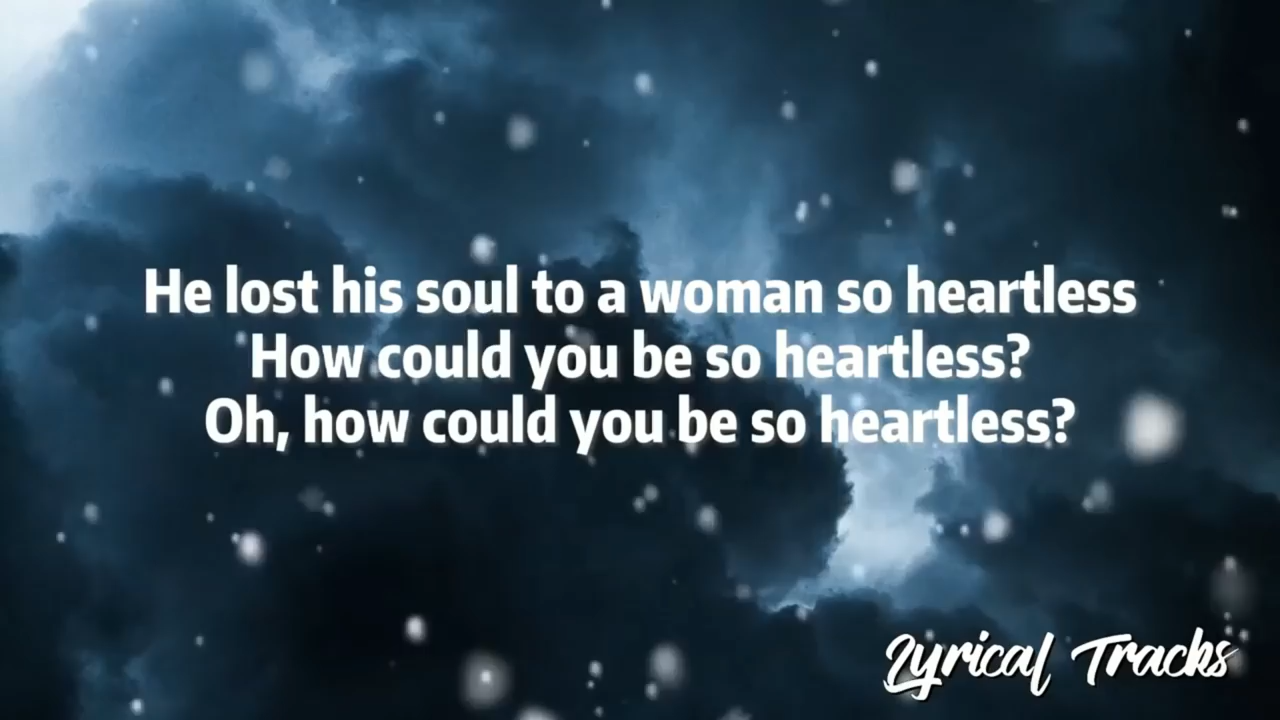 He lost his soul to a woman so heartless
How could you be so heartless?
Oh, how could you be so heartless?
Lyrical Tracks